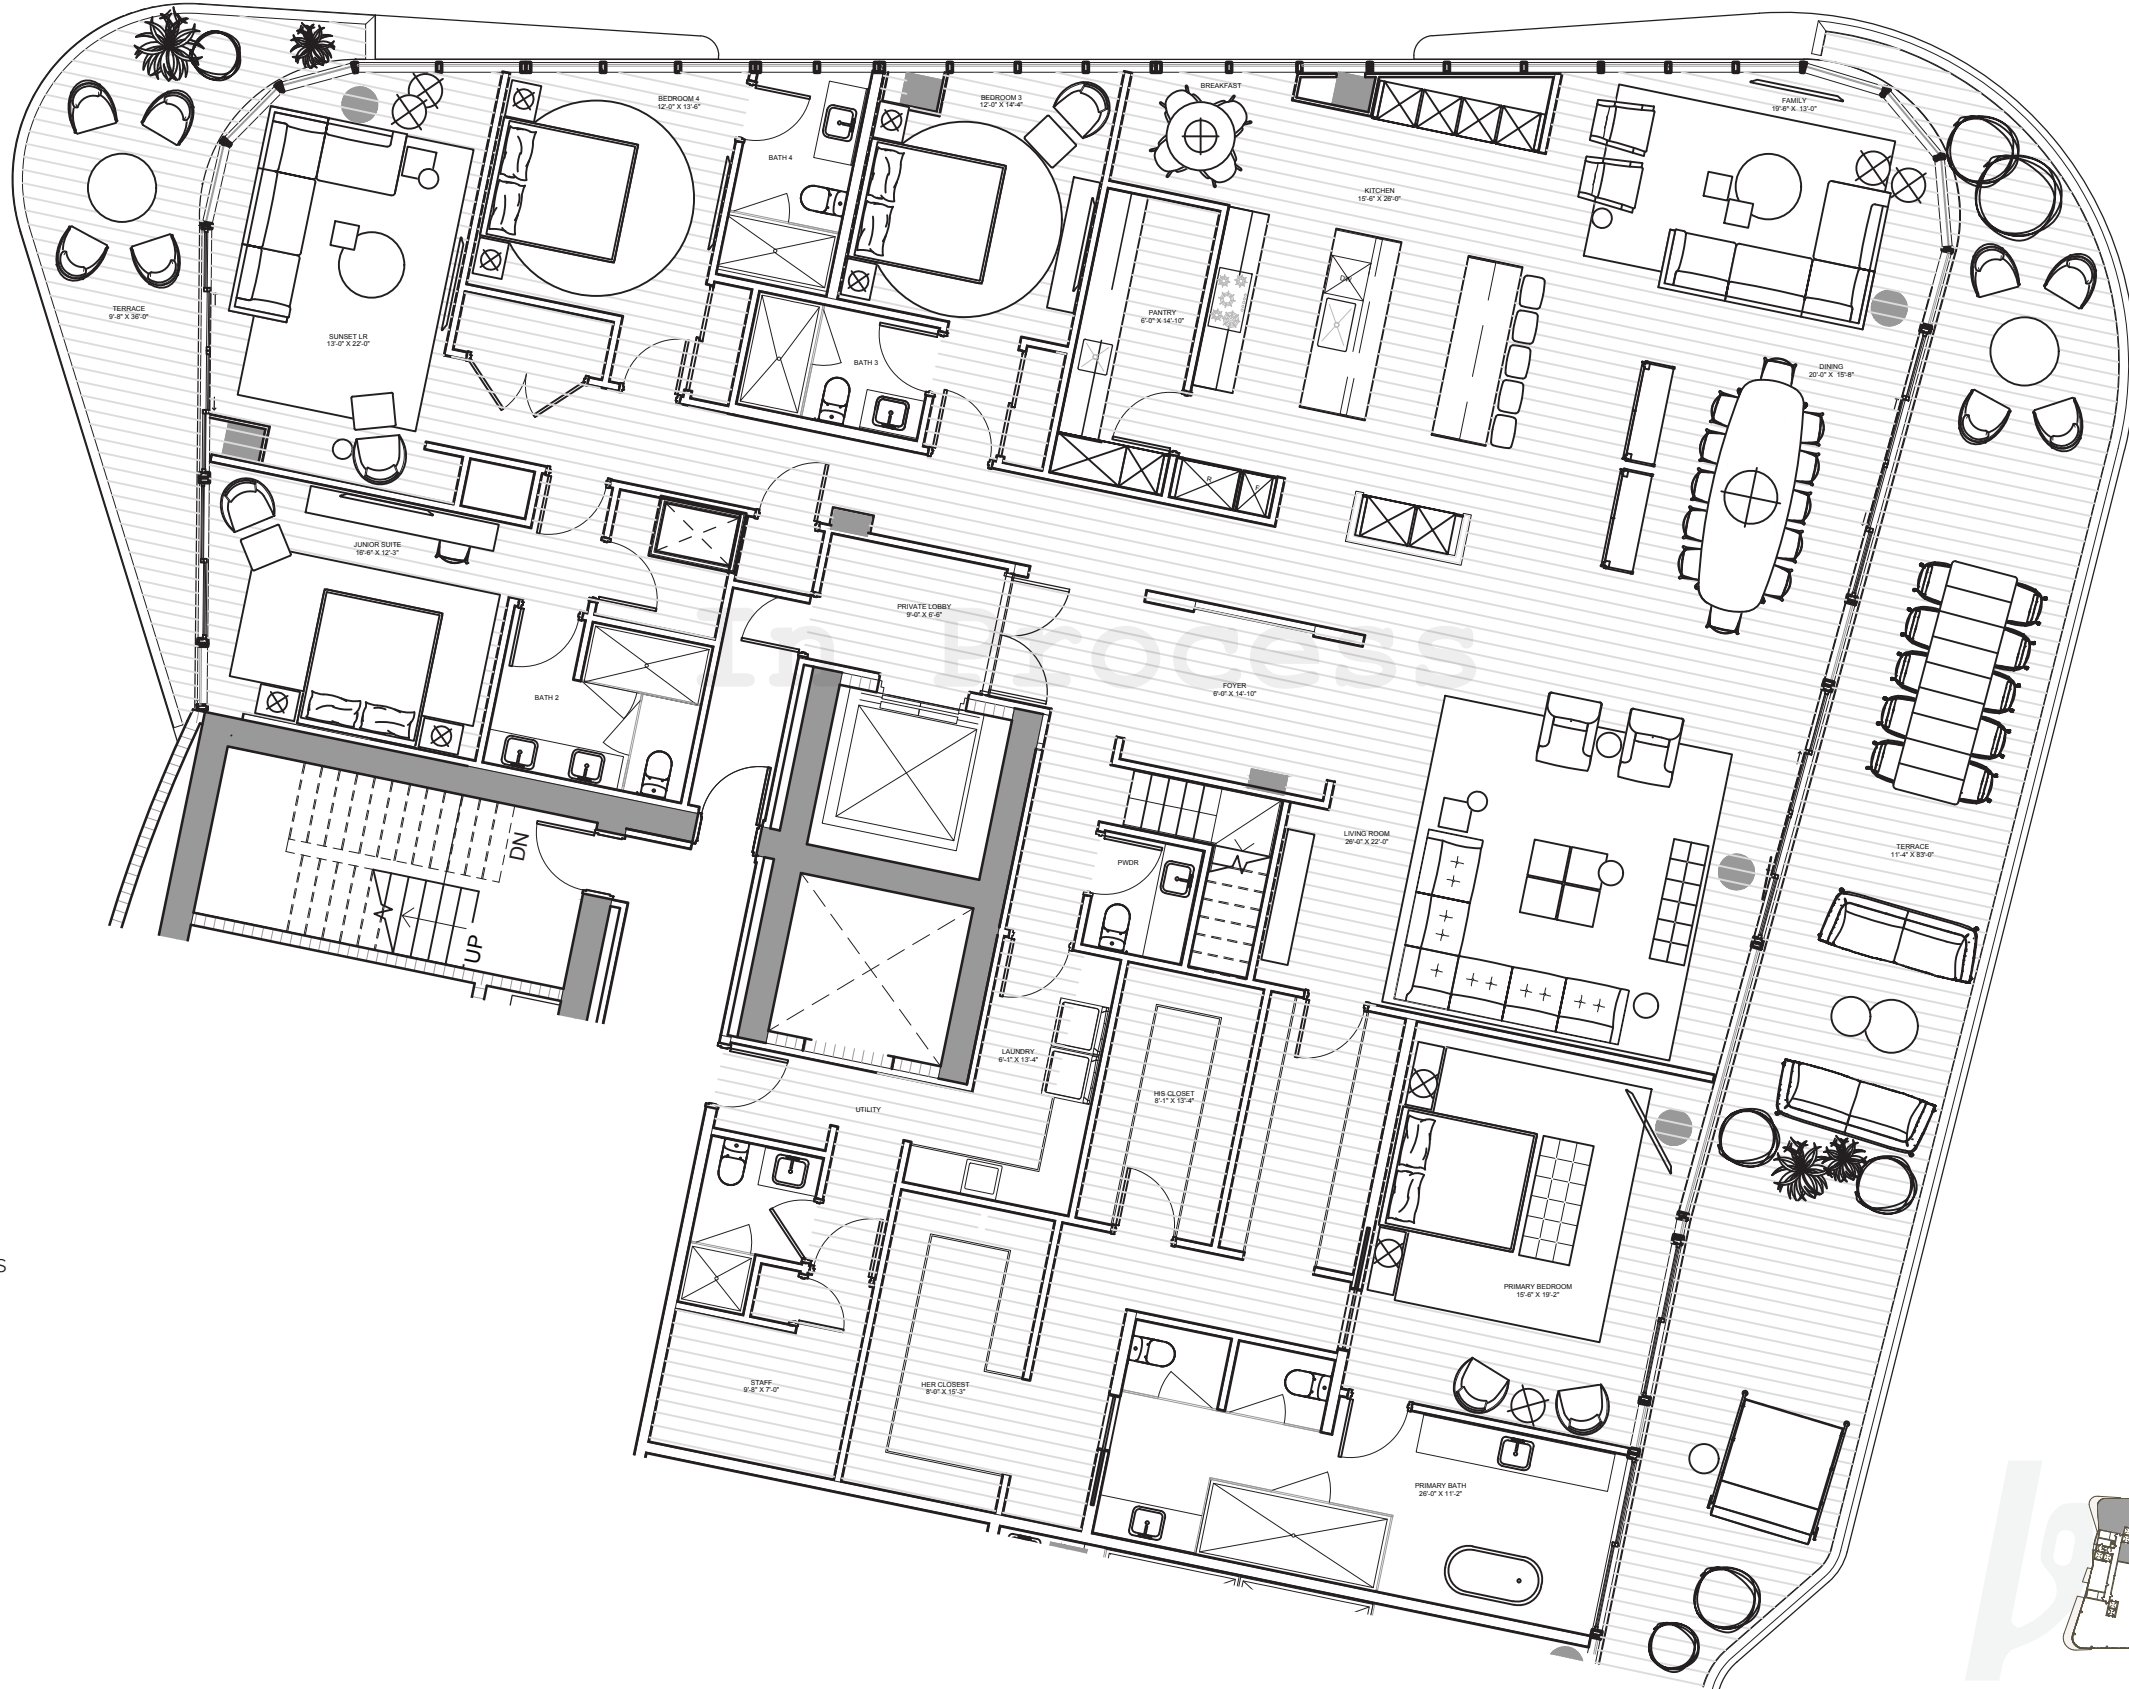 BREAKFAST
BEDROOM 4
12'-0" X 13'-6"
BEDROOM 3
12'-0" X 14'-4"
FAMILY
19'-6" X 13'-0"
BATH 4
KITCHEN
15'-6" X 26'-0"
DW
TERRACE
9'-8" X 36'-0"
PANTRY
6'-0" X 14'-10"
SUNSET LR
13'-0" X 22'-0"
BATH 3
DINING
20'-0" X 15'-8"
R
F
JUNIOR SUITE
16'-6" X 12'-3"
PRIVATE LOBBY
9'-0" X 6'-6"
In Process
BATH 2
FOYER
6'-0" X 14'-10"
LIVING ROOM
26'-0" X 22'-0"
DN
PWDR
TERRACE
11'-4" X 83'-0"
UP
LAUNDRY
6'-1" X 13'-4"
HIS CLOSET
8'-1" X 13'-4"
UTILITY
S
PRIMARY BEDROOM
15'-6" X 19'-2"
STAFF
9'-8" X 7'-0"
HER CLOSEST
8'-0" X 15'-3"
PRIMARY BATH
26'-0" X 11'-2"